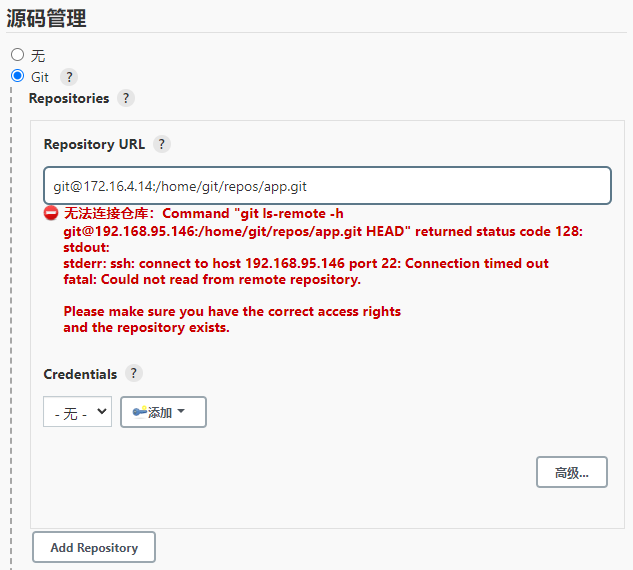 源码管理
无
Git ?
Repositories ?
Repository URL ?
git@172.16.4.14:/home/git/repos/app.git
无法连接仓库：Command "git ls-remote -h
git@192.168.95.146:/home/git/repos/app.git HEAD" returned status code 128:
stdout:
stderr: ssh: connect to host 192.168.95.146 port 22: Connection timed out
fatal: Could not read from remote repository.
Please make sure you have the correct access rights
and the repository exists.
Credentials ?
- 无 - 添加
高级...
Add Repository